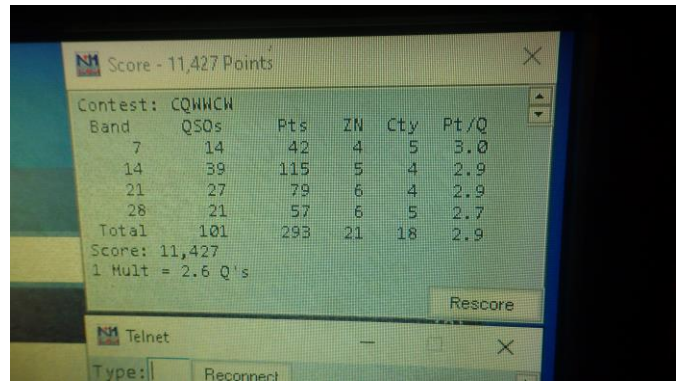 NM Score - 11,427 Points
Contest: CQWWCW
Band QSOs Pts ZN Cty Pt/Q
7 14 42 4 5 3.0
14 39 115 5 4 2.9
21 27 79 6 4 2.9
28 21 57 6 5 2.7
Total 101 293 21 18 2.9
Score: 11,427
1 Mult = 2.6 Q's
Rescore
Telnet
Type: Reconnect